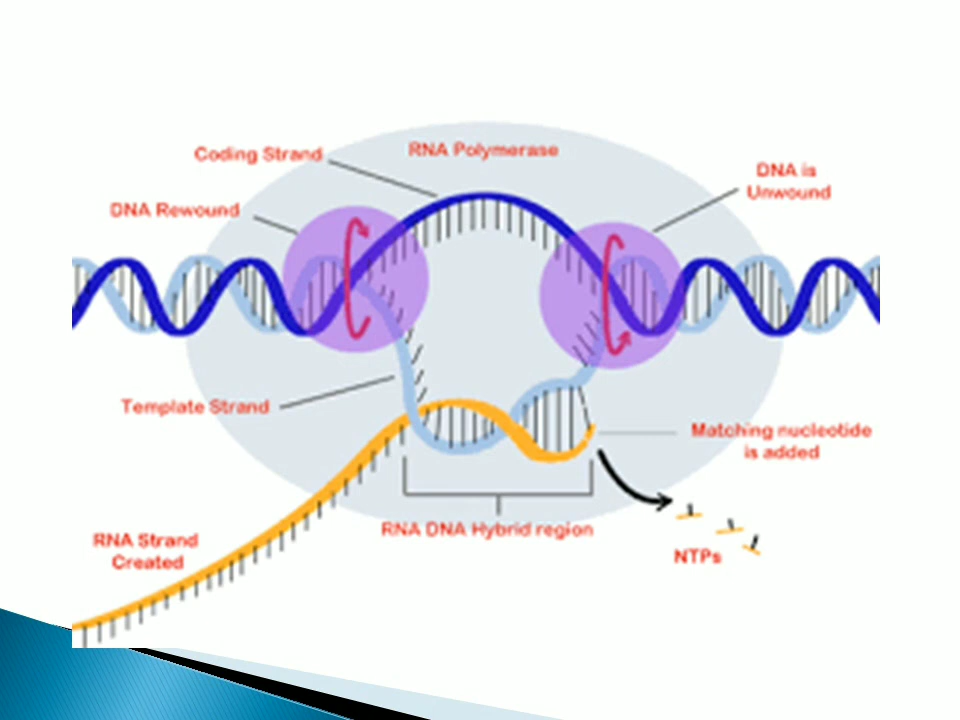 Coding Strand
RNA Polymerase
DNA is
Unwound
DNA Rewound
Template Strand
Matching nucleotide
is added
RNA DNA Hybrid region
RNA Strand
Created
NTPs